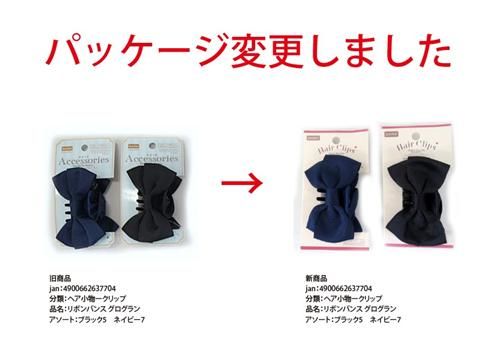 パッケージ変更しました
Accessories
Accessories
Hair Clips
Hair Clips
→
旧商品
jan:4900662637704
分類:ヘア小物ークリップ
品名:リボンバンス グログラン
アソート:ブラック5　ネイビー7
新商品
jan:4900662637704
分類:ヘア小物ークリップ
品名:リボンバンス グログラン
アソート:ブラック5　ネイビー7